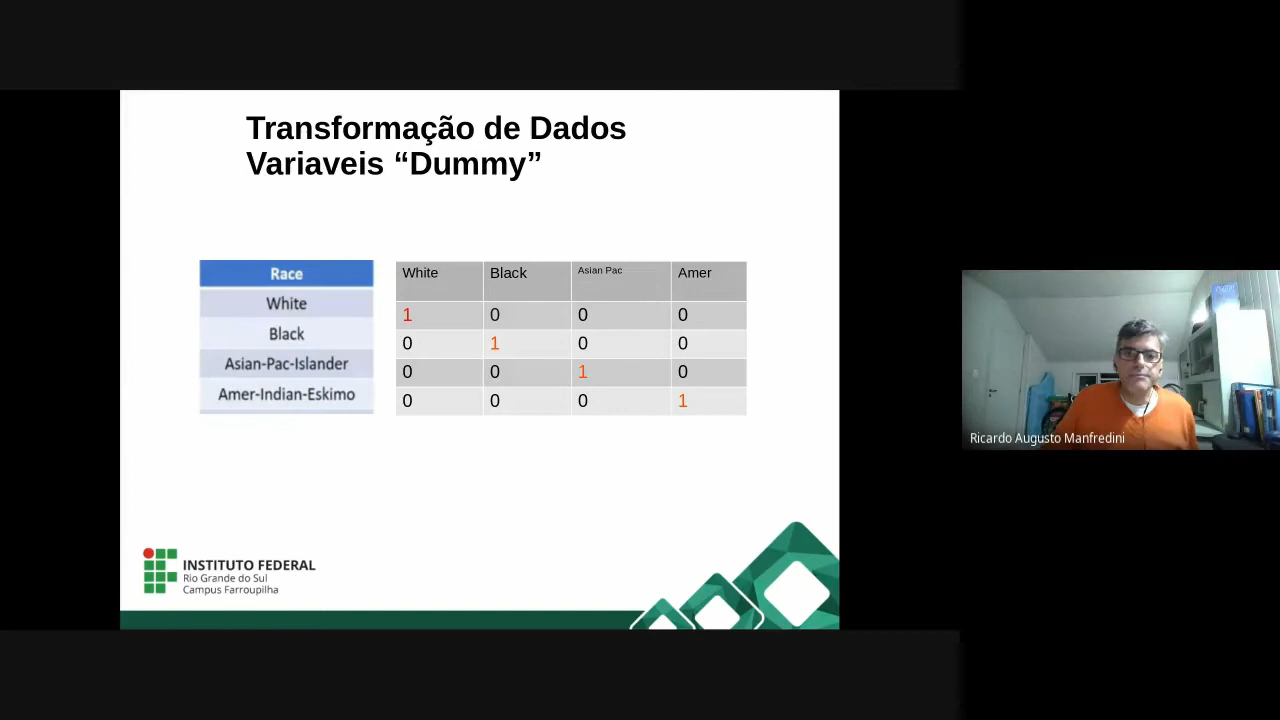 Transformação de Dados
Variaveis “Dummy”
Race
White
Black
Asian-Pac-Islander
Amer-Indian-Eskimo
White Black Asian Pac Amer
1 0 0 0
0 1 0 0
0 0 1 0
0 0 0 1
INSTITUTO FEDERAL
Rio Grande do Sul
Campus Farroupilha
Ricardo Augusto Manfredini